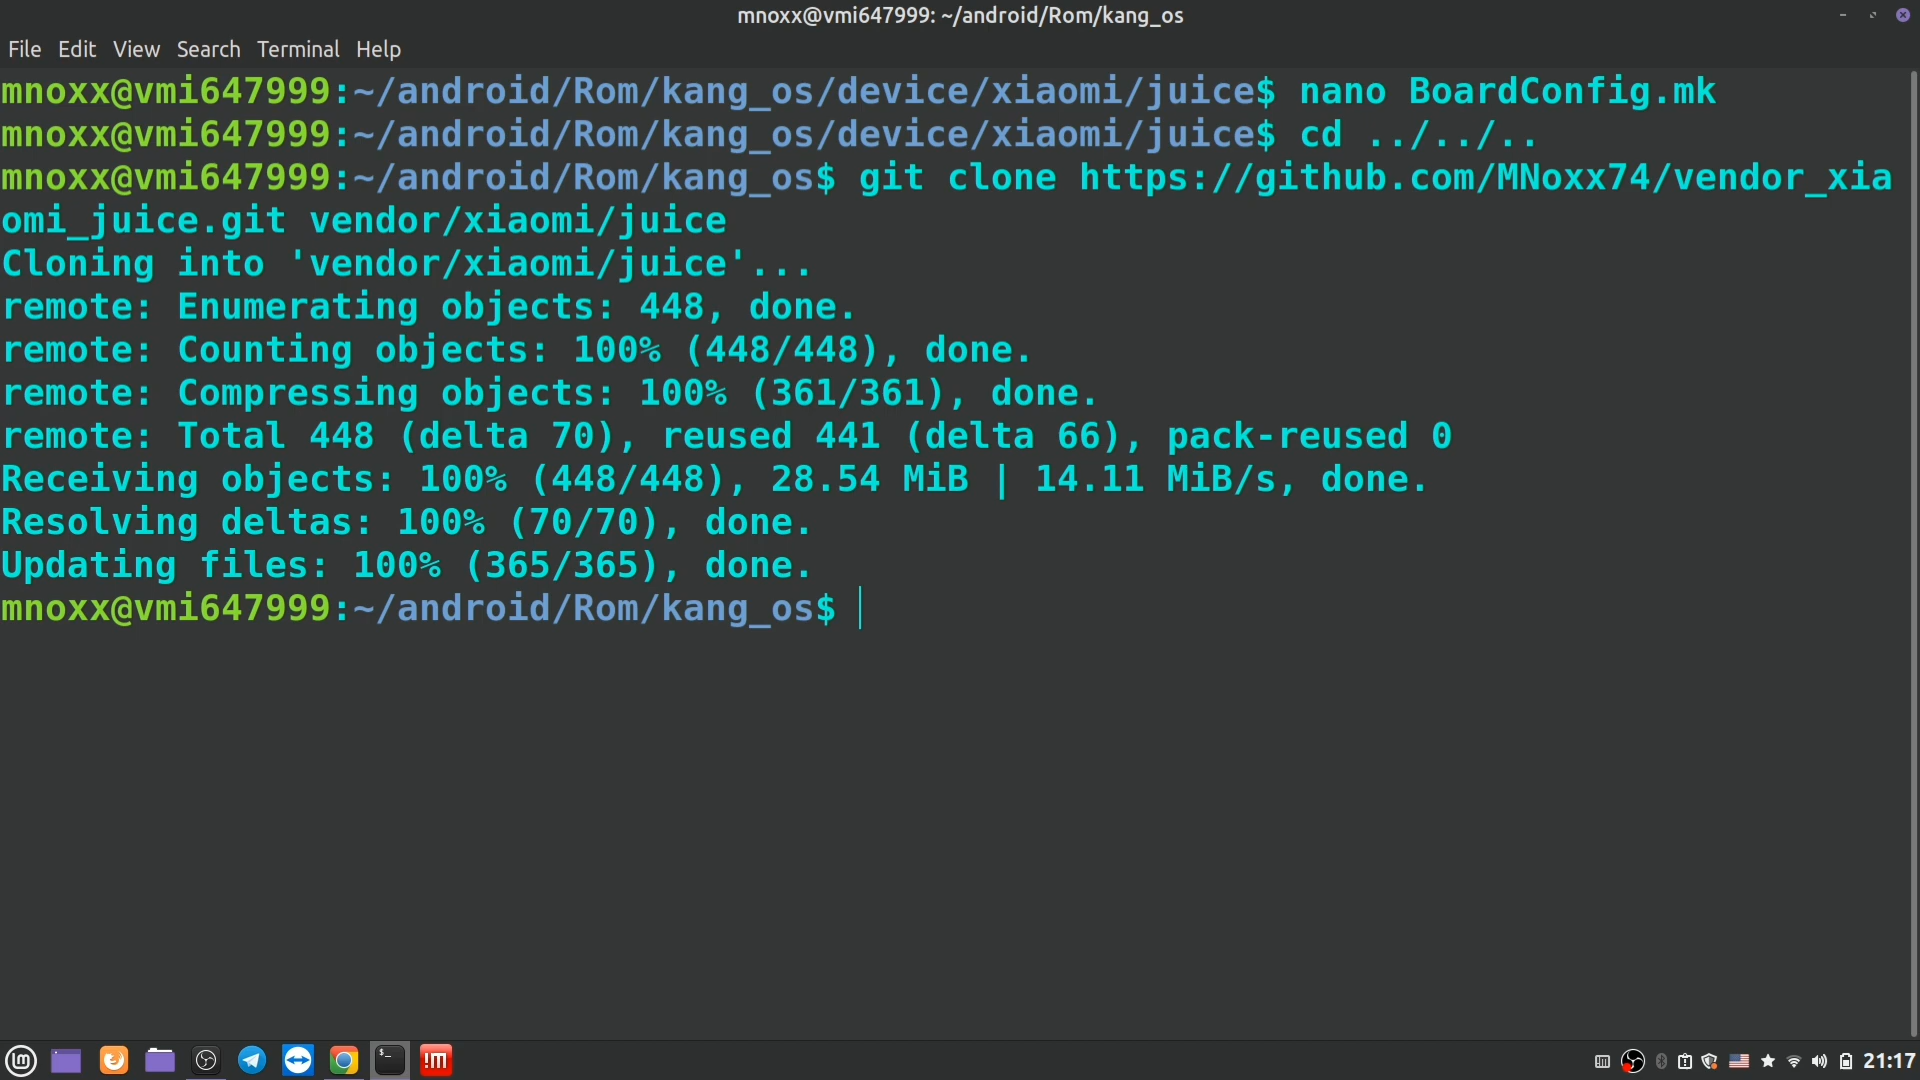 mnoxx@vmi647999: ~/android/Rom/kang_os
File Edit View Search Terminal Help
mnoxx@vmi647999:~/android/Rom/kang_os/device/xiaomi/juice$ nano BoardConfig.mk
mnoxx@vmi647999:~/android/Rom/kang_os/device/xiaomi/juice$ cd ../../..
mnoxx@vmi647999:~/android/Rom/kang_os$ git clone https://github.com/MNoxx74/vendor_xia
omi_juice.git vendor/xiaomi/juice
Cloning into 'vendor/xiaomi/juice'...
remote: Enumerating objects: 448, done.
remote: Counting objects: 100% (448/448), done.
remote: Compressing objects: 100% (361/361), done.
remote: Total 448 (delta 70), reused 441 (delta 66), pack-reused 0
Receiving objects: 100% (448/448), 28.54 MiB | 14.11 MiB/s, done.
Resolving deltas: 100% (70/70), done.
Updating files: 100% (365/365), done.
mnoxx@vmi647999:~/android/Rom/kang_os$
21:17